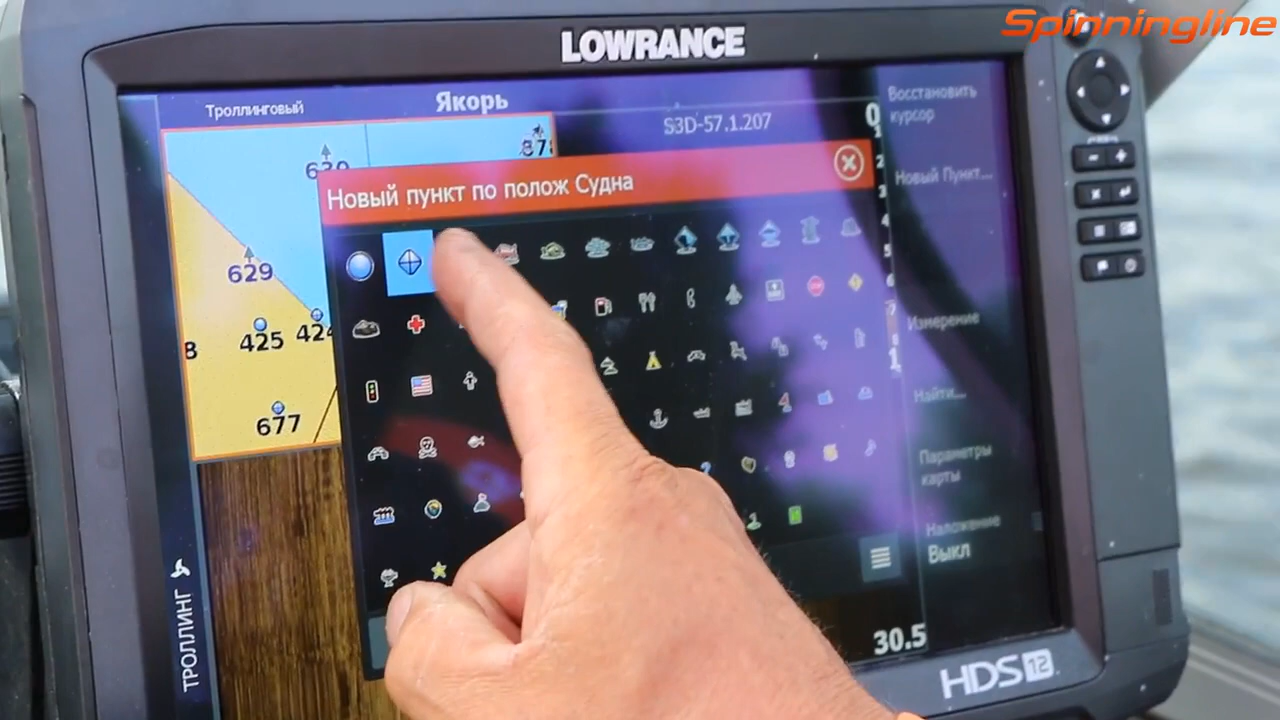 Spinningline
LOWRANCE
Троллинговый
Якорь
S3D-57.1.207
0
Восстановить
курсор
Новый Пункт...
Новый пункт по полож Судна
629
425
677
ТРОЛЛИНГ
Измерение
Найти...
Параметры
карты
Наложение
Выкл
30.5
HDS 12